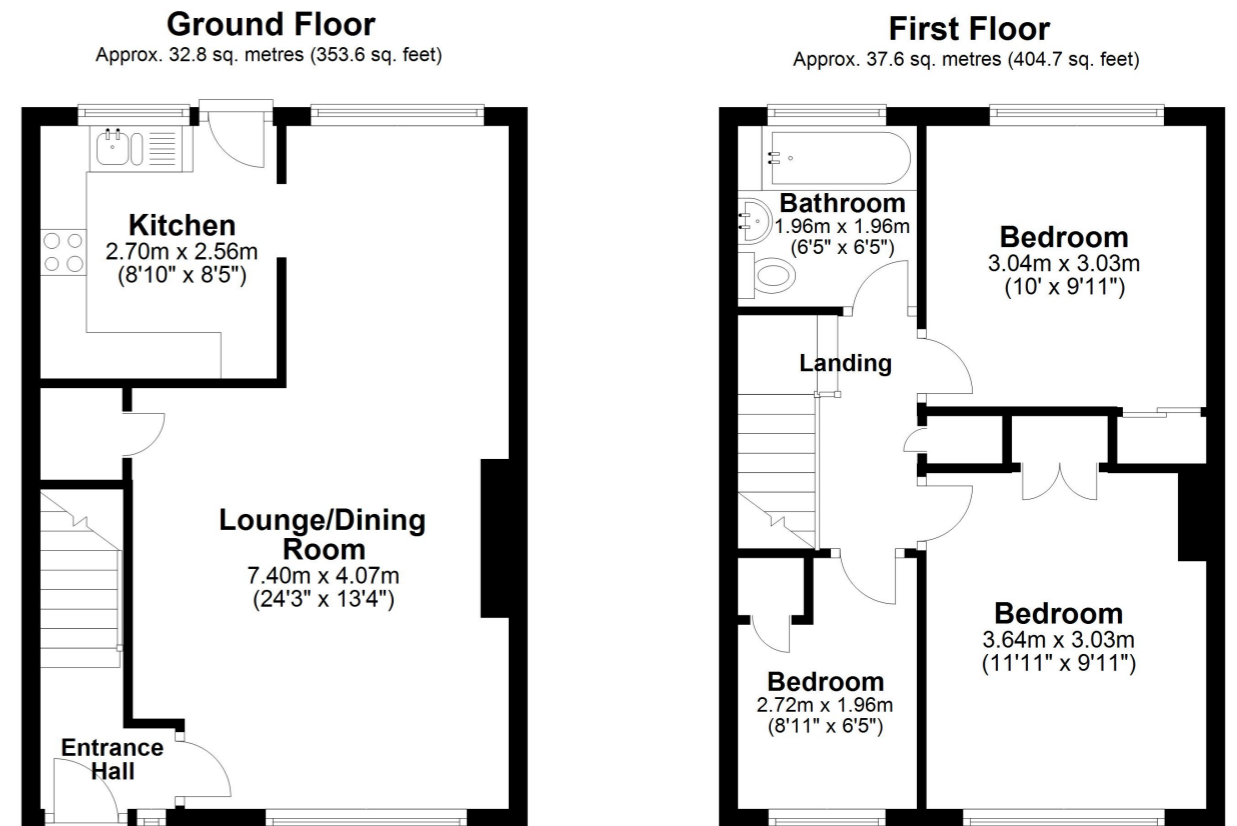 Ground Floor
Approx. 32.8 sq. metres (353.6 sq. feet)
Kitchen
2.70m x 2.56m
(8'10" x 8'5")
Lounge/Dining
Room
7.40m x 4.07m
(24'3" x 13'4")
Entrance
Hall
First Floor
Approx. 37.6 sq. metres (404.7 sq. feet)
Bathroom
1.96m x 1.96m
(6'5" x 6'5")
Bedroom
3.04m x 3.03m
(10' x 9'11")
Landing
Bedroom
3.64m x 3.03m
(11'11" x 9'11")
Bedroom
2.72m x 1.96m
(8'11" x 6'5")